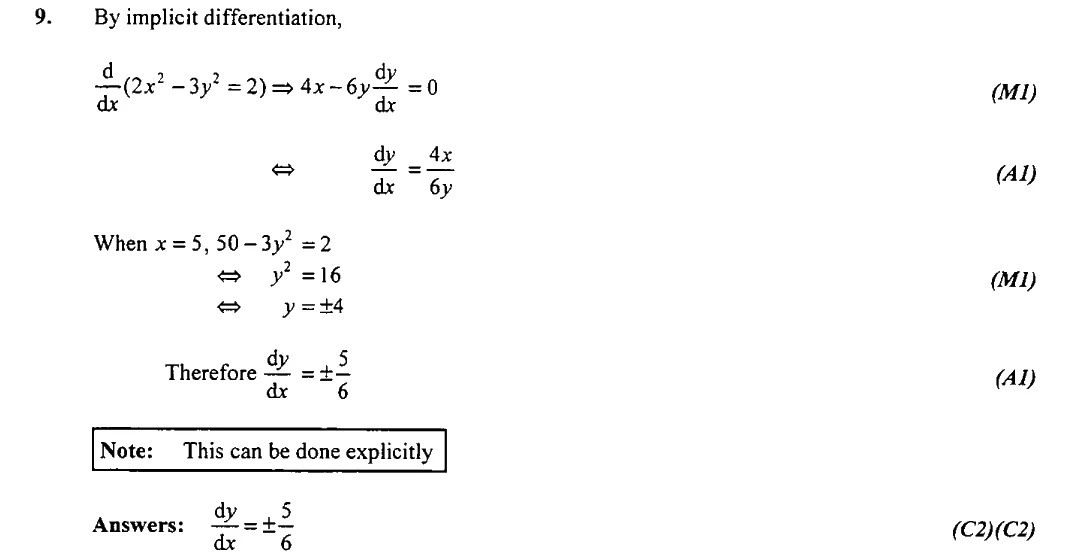 9. By implicit differentiation,
d/dx (2x² − 3y² = 2) ⇒ 4x − 6y dy/dx = 0 (M1)
⇔ dy/dx = 4x/6y (A1)
When x = 5, 50 − 3y² = 2
⇔ y² = 16 (M1)
⇔ y = ±4
Therefore dy/dx = ±5/6 (A1)
Note: This can be done explicitly
Answers: dy/dx = ±5/6 (C2)(C2)